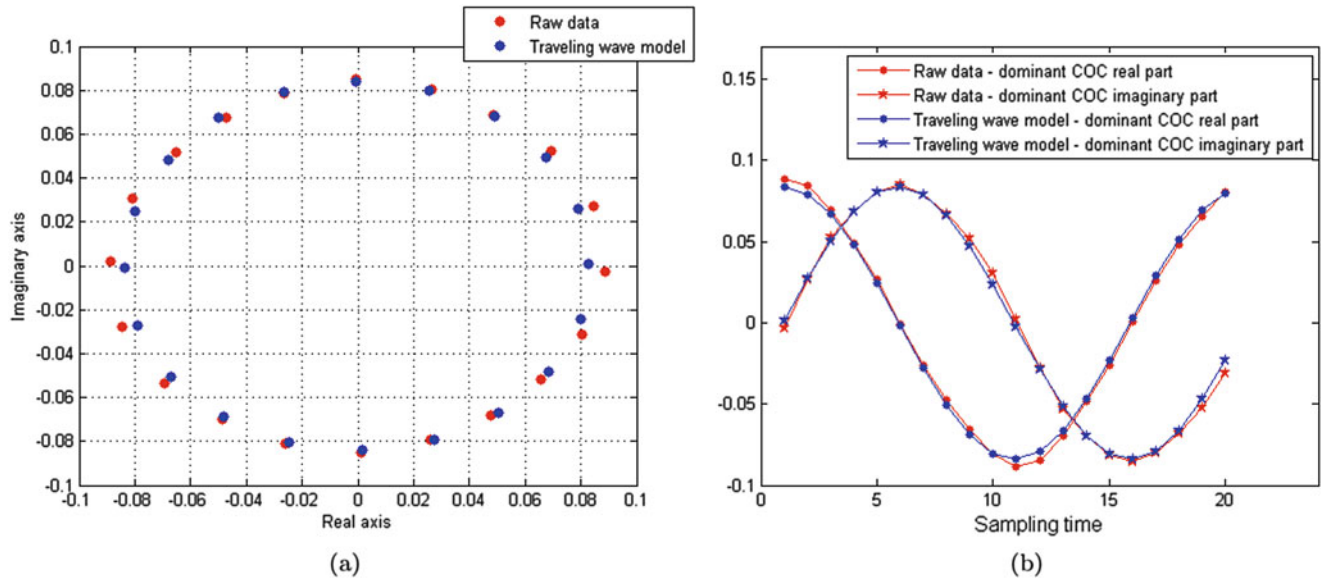 Raw data
Traveling wave model
0.1
0.08
0.06
0.04
0.02
0
-0.02
-0.04
-0.06
-0.08
-0.1
Imaginary axis
-0.1 -0.08 -0.06 -0.04 -0.02 0 0.02 0.04 0.06 0.08 0.1
Real axis
(a)
Raw data - dominant COC real part
Raw data - dominant COC imaginary part
Traveling wave model - dominant COC real part
Traveling wave model - dominant COC imaginary part
0.15
0.1
0.05
0
-0.05
-0.1
0 5 10 15 20
Sampling time
(b)